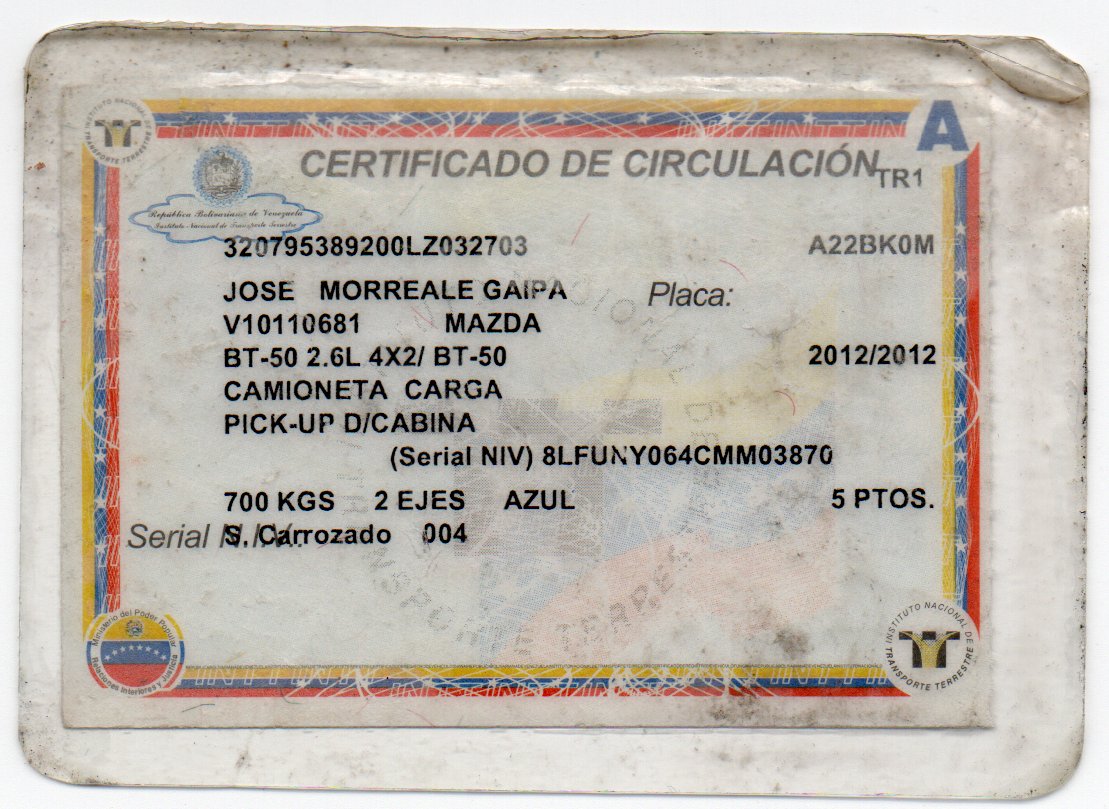 INSTITUTO NACIONAL DE TRANSPORTE TERRESTRE
A
CERTIFICADO DE CIRCULACIÓN TR1
República Bolivariana de Venezuela
Instituto Nacional de Transporte Terrestre
320795389200LZ032703 A22BK0M
JOSE MORREALE GAIPA Placa:
V10110681 MAZDA
BT-50 2.6L 4X2/ BT-50 2012/2012
CAMIONETA CARGA
PICK-UP D/CABINA
(Serial NIV) 8LFUNY064CMM03870
700 KGS 2 EJES AZUL 5 PTOS.
Serial N.I.V.: S. Carrozado 004
Ministerio del Poder Popular
Relaciones Interiores y Justicia
INSTITUTO NACIONAL DE TRANSPORTE TERRESTRE